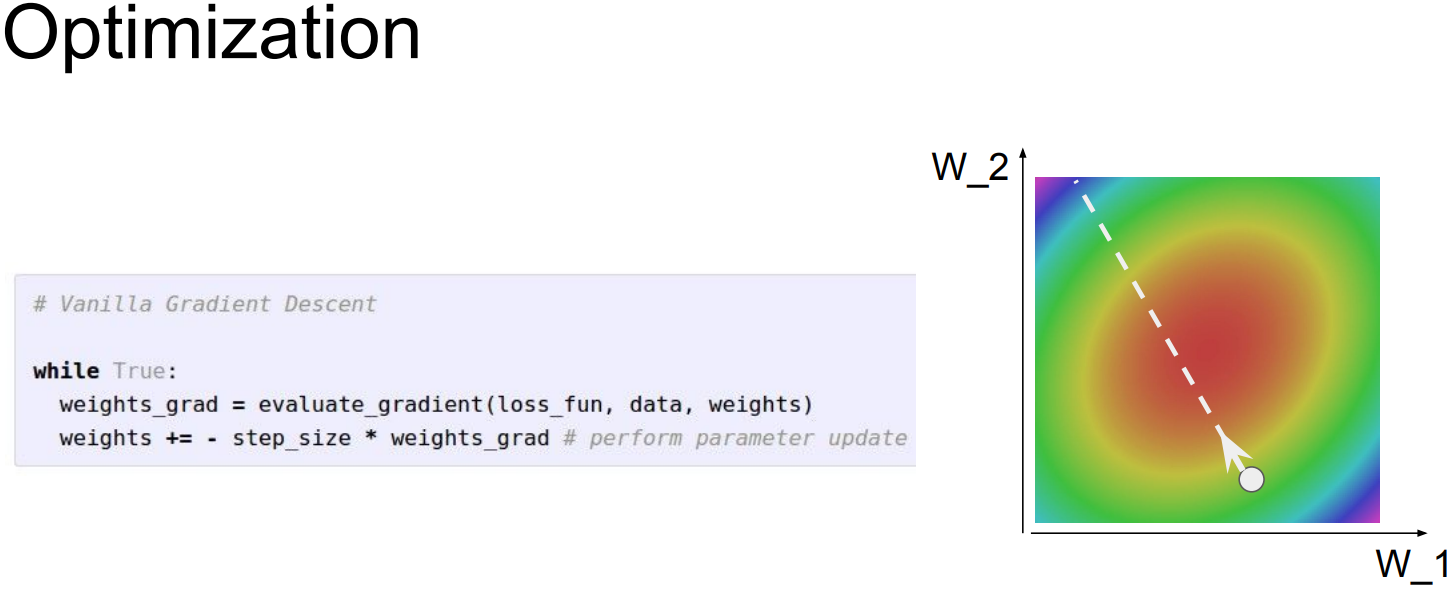 Optimization
# Vanilla Gradient Descent
while True:
weights_grad = evaluate_gradient(loss_fun, data, weights)
weights += - step_size * weights_grad # perform parameter update
W_2
W_1